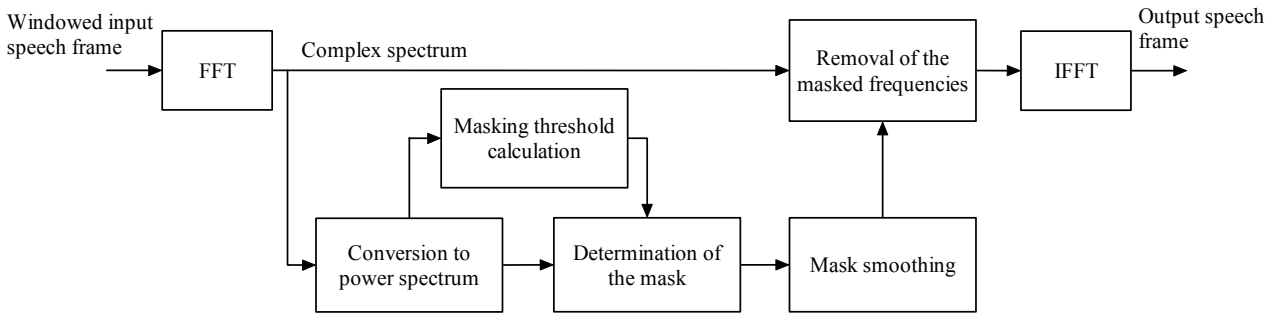 Windowed input
speech frame
FFT
Complex spectrum
Removal of the
masked frequencies
IFFT
Output speech
frame
Masking threshold
calculation
Conversion to
power spectrum
Determination of
the mask
Mask smoothing